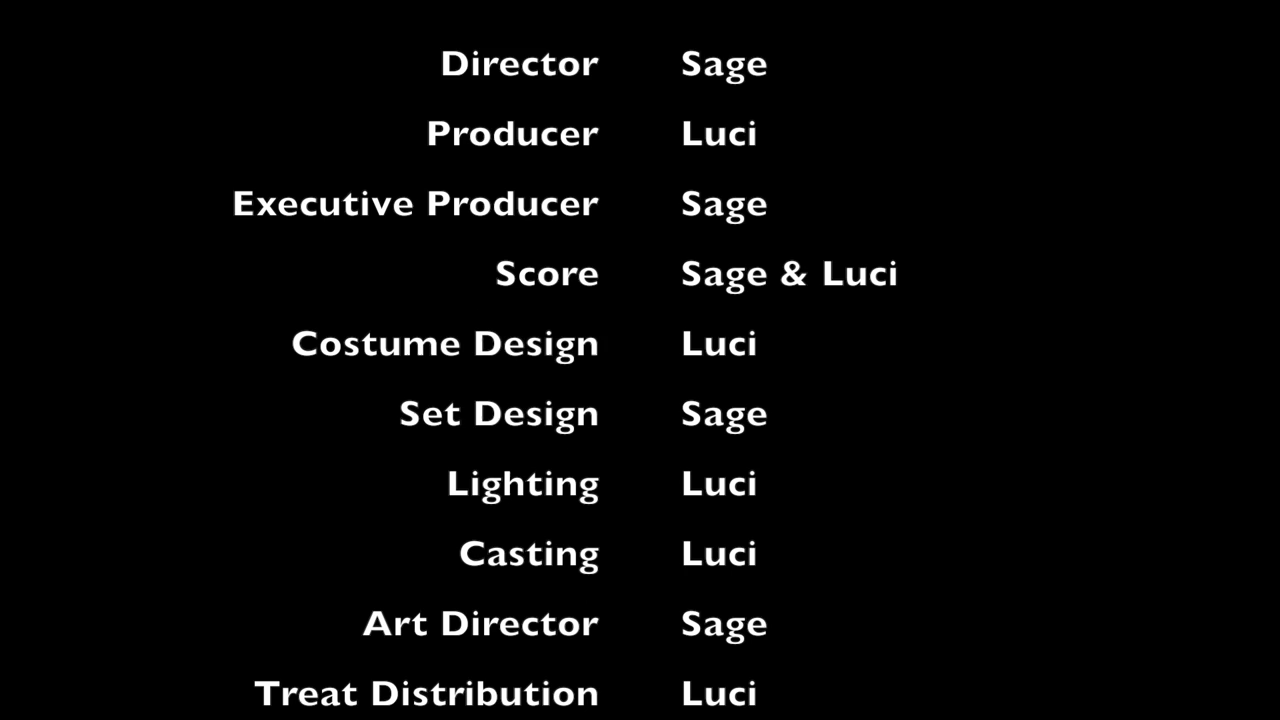 Director Sage
Producer Luci
Executive Producer Sage
Score Sage & Luci
Costume Design Luci
Set Design Sage
Lighting Luci
Casting Luci
Art Director Sage
Treat Distribution Luci